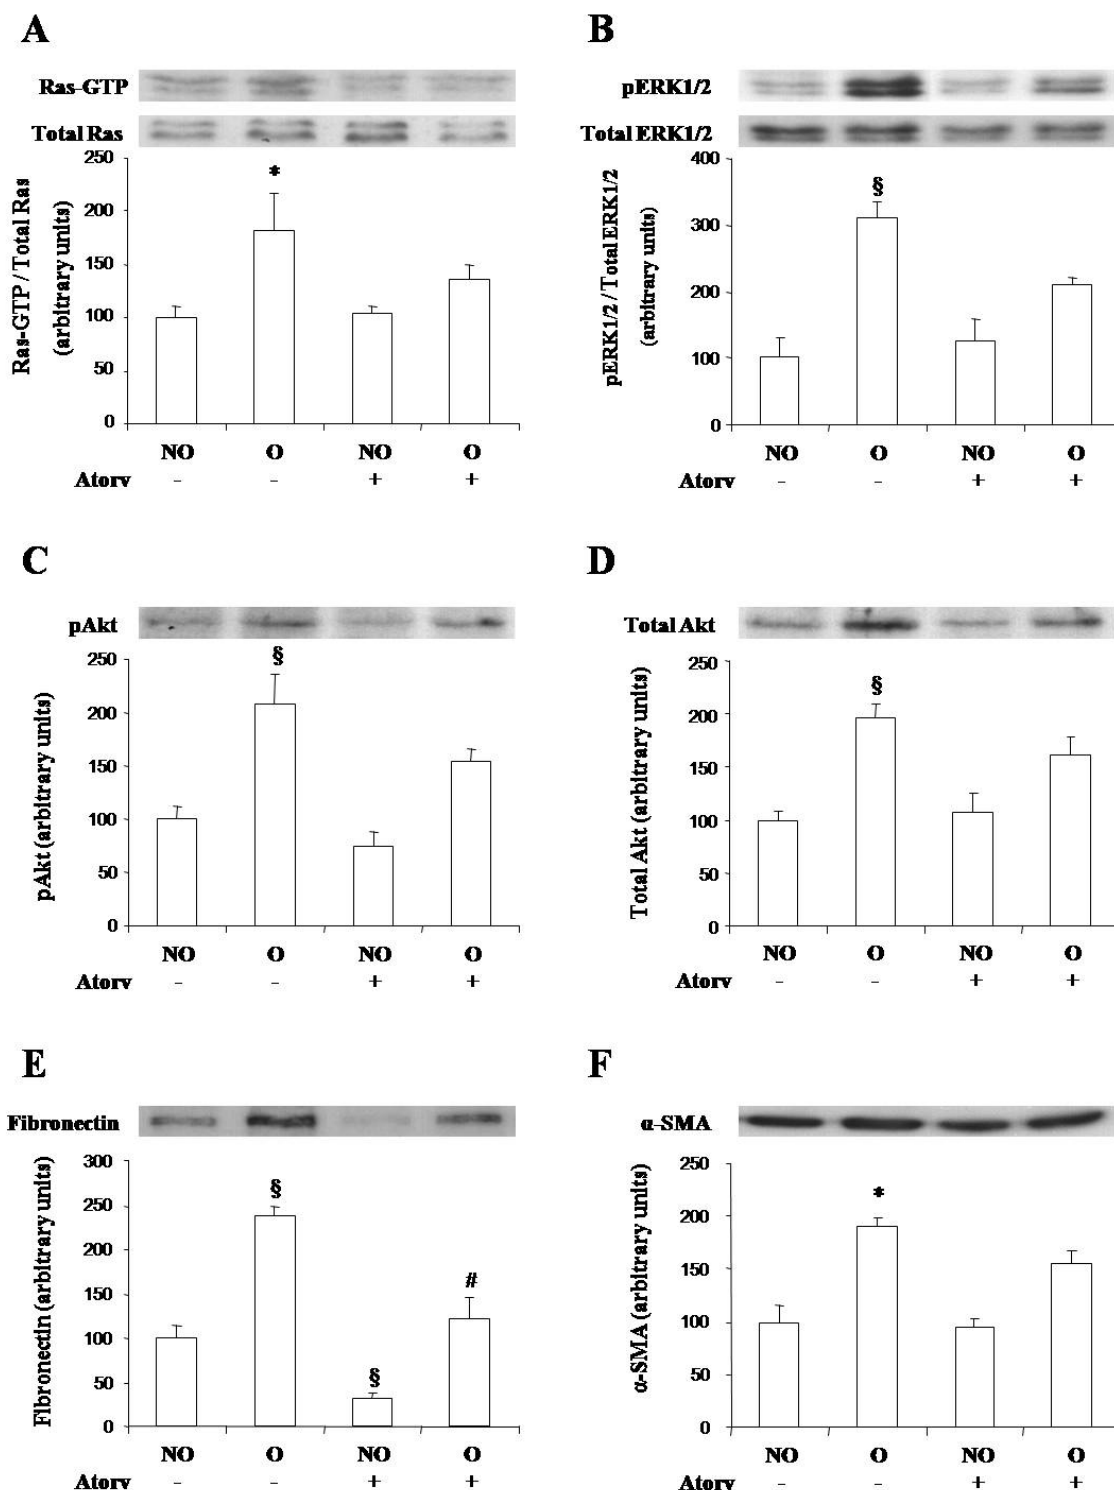 A
Ras-GTP
Total Ras
Ras-GTP / Total Ras
(arbitrary units)
250
200
150
100
50
0
*
NO O NO O
Atorv - - + +
B
pERK1/2
Total ERK1/2
pERK1/2 / Total ERK1/2
(arbitrary units)
400
300
200
100
0
§
NO O NO O
Atorv - - + +
C
pAkt
pAkt (arbitrary units)
250
200
150
100
50
0
§
NO O NO O
Atorv - - + +
D
Total Akt
Total Akt (arbitrary units)
250
200
150
100
50
0
§
NO O NO O
Atorv - - + +
E
Fibronectin
Fibronectin (arbitrary units)
300
250
200
150
100
50
0
§
§
#
NO O NO O
Atorv - - + +
F
α-SMA
α-SMA (arbitrary units)
250
200
150
100
50
0
*
NO O NO O
Atorv - - + +